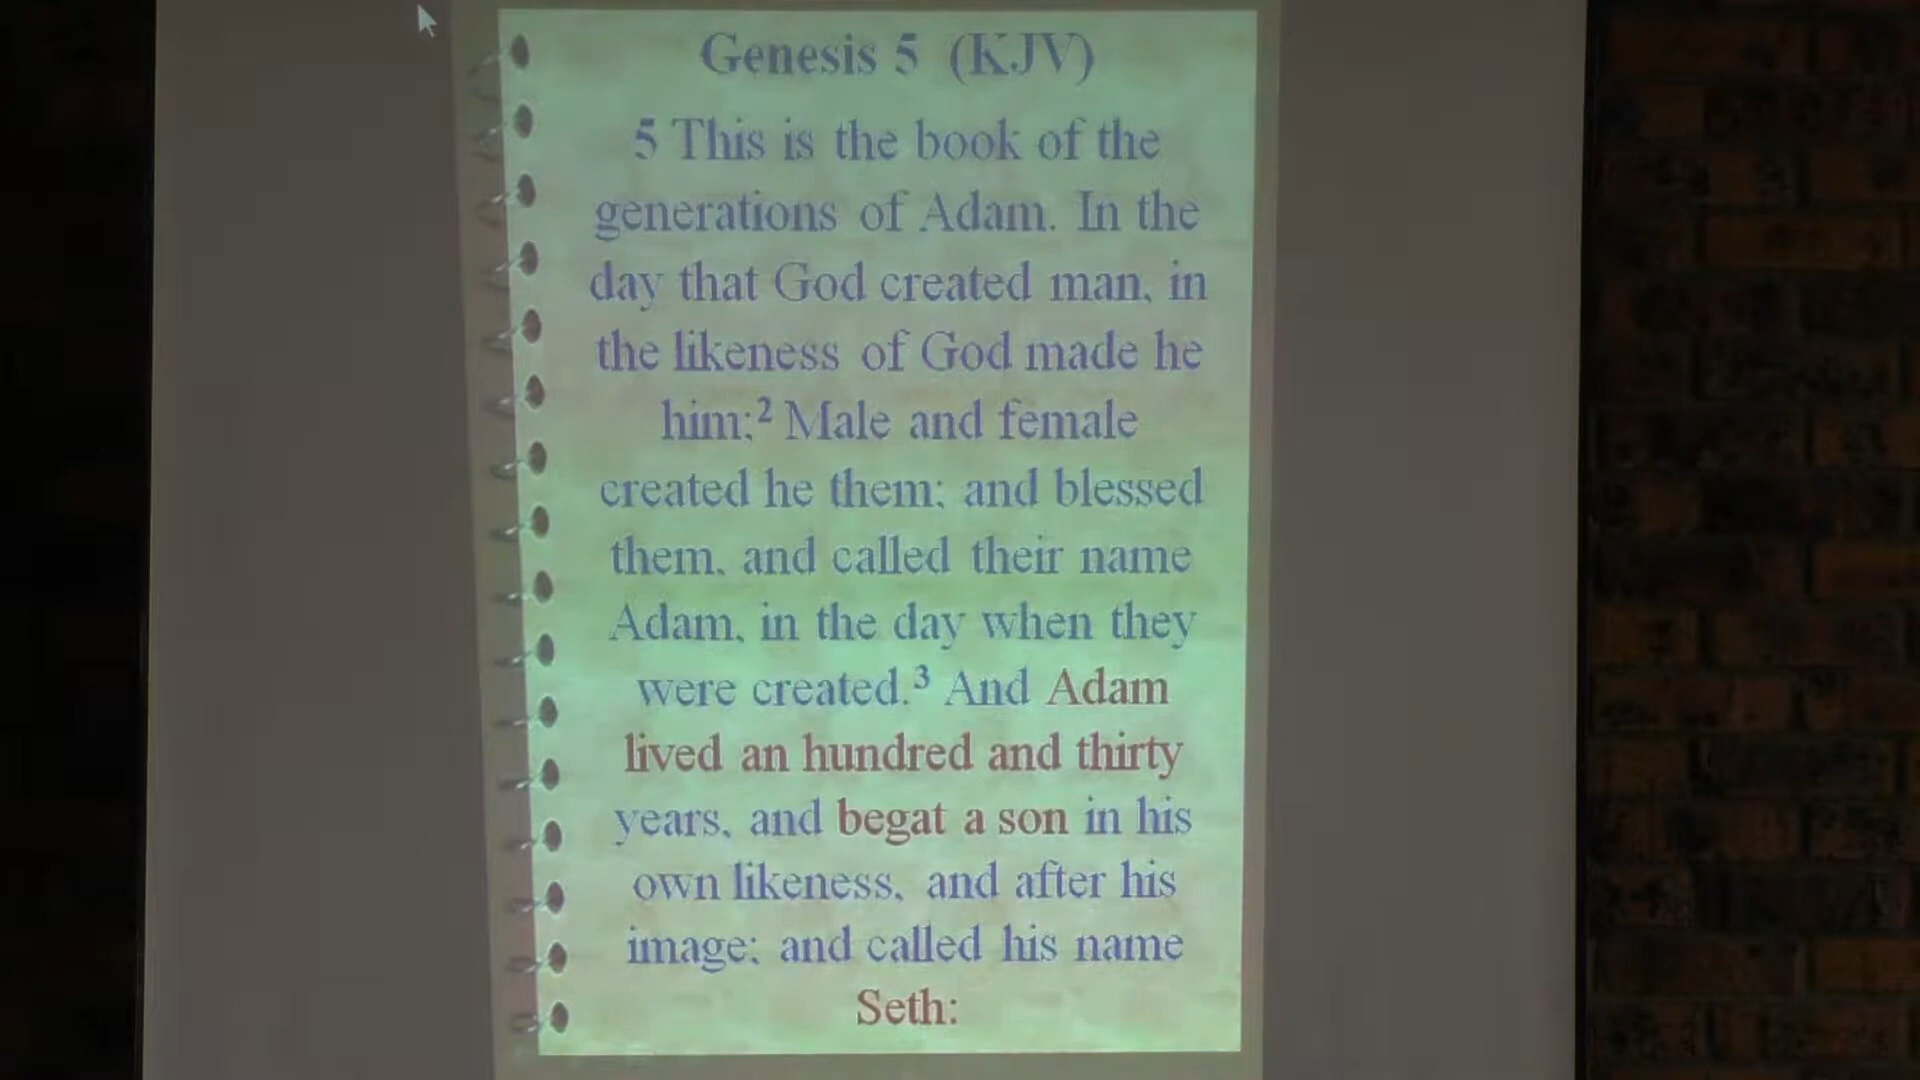 Genesis 5 (KJV)
5 This is the book of the
generations of Adam. In the
day that God created man, in
the likeness of God made he
him;² Male and female
created he them; and blessed
them, and called their name
Adam, in the day when they
were created.³ And Adam
lived an hundred and thirty
years, and begat a son in his
own likeness, and after his
image; and called his name
Seth: